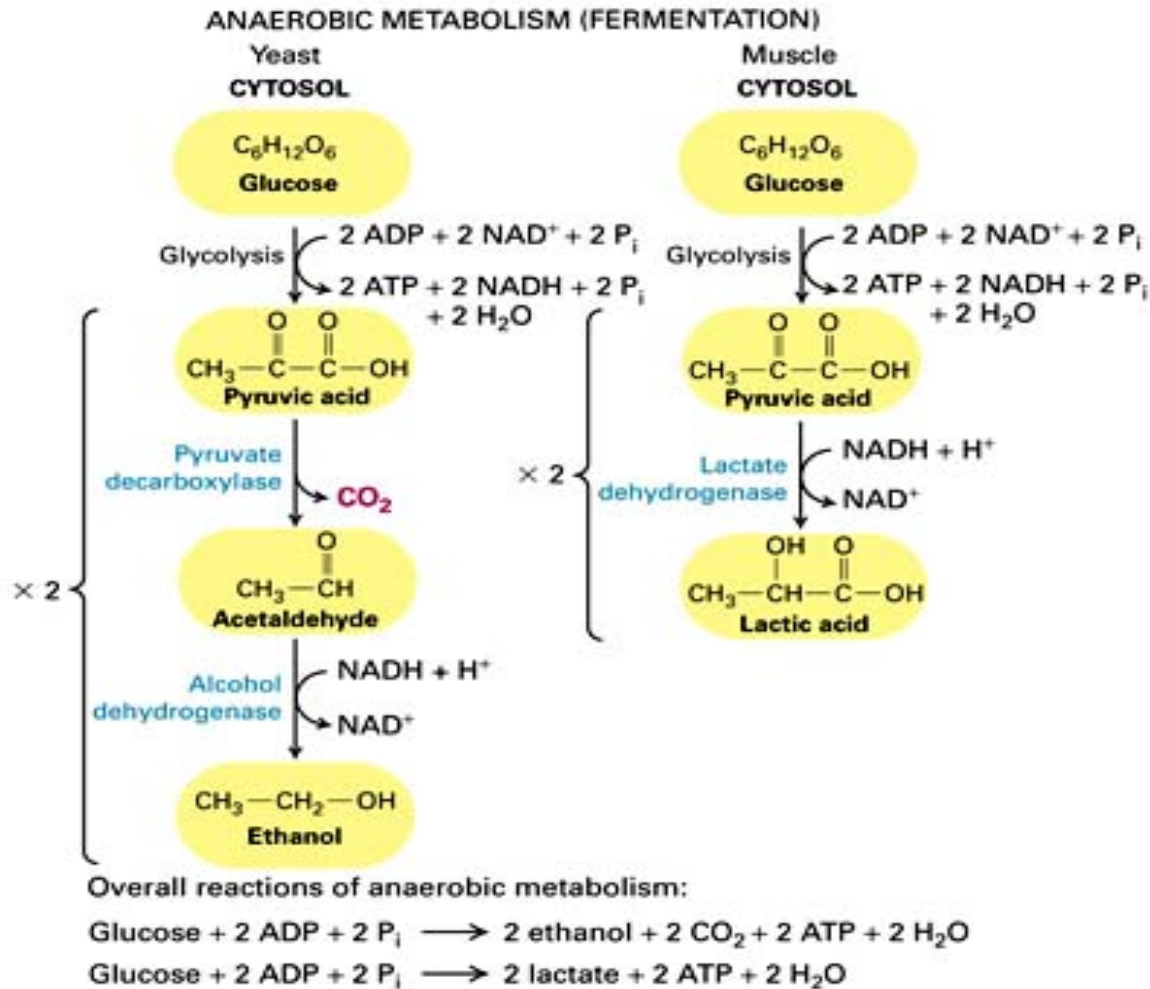 ANAEROBIC METABOLISM (FERMENTATION)
Yeast
CYTOSOL
C₆H₁₂O₆
Glucose
Glycolysis
2 ADP + 2 NAD⁺ + 2 Pᵢ
2 ATP + 2 NADH + 2 Pᵢ
+ 2 H₂O
O O
CH₃—C—C—OH
Pyruvic acid
Pyruvate
decarboxylase
CO₂
× 2
O
CH₃—CH
Acetaldehyde
Alcohol
dehydrogenase
NADH + H⁺
NAD⁺
CH₃—CH₂—OH
Ethanol
Muscle
CYTOSOL
C₆H₁₂O₆
Glucose
Glycolysis
2 ADP + 2 NAD⁺ + 2 Pᵢ
2 ATP + 2 NADH + 2 Pᵢ
+ 2 H₂O
O O
CH₃—C—C—OH
Pyruvic acid
× 2
Lactate
dehydrogenase
NADH + H⁺
NAD⁺
OH O
CH₃—CH—C—OH
Lactic acid
Overall reactions of anaerobic metabolism:
Glucose + 2 ADP + 2 Pᵢ ⟶ 2 ethanol + 2 CO₂ + 2 ATP + 2 H₂O
Glucose + 2 ADP + 2 Pᵢ ⟶ 2 lactate + 2 ATP + 2 H₂O